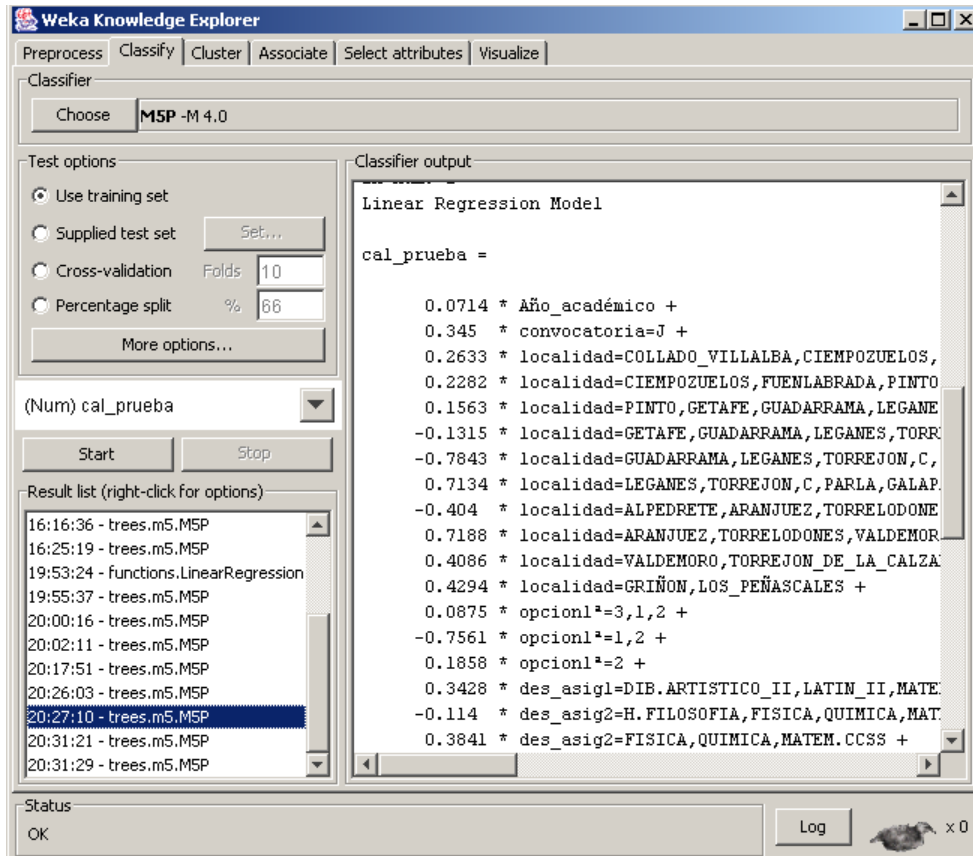 Weka Knowledge Explorer
Preprocess Classify Cluster Associate Select attributes Visualize
Classifier
Choose M5P -M 4.0
Test options
Use training set
Supplied test set Set...
Cross-validation Folds 10
Percentage split % 66
More options...
(Num) cal_prueba
Start Stop
Result list (right-click for options)
16:16:36 - trees.m5.M5P
16:25:19 - trees.m5.M5P
19:53:24 - functions.LinearRegression
19:55:37 - trees.m5.M5P
20:00:16 - trees.m5.M5P
20:02:11 - trees.m5.M5P
20:17:51 - trees.m5.M5P
20:26:03 - trees.m5.M5P
20:27:10 - trees.m5.M5P
20:31:21 - trees.m5.M5P
20:31:29 - trees.m5.M5P
Classifier output
Linear Regression Model
cal_prueba =
0.0714 * Año_académico +
0.345 * convocatoria=J +
0.2633 * localidad=COLLADO_VILLALBA,CIEMPOZUELOS,
0.2282 * localidad=CIEMPOZUELOS,FUENLABRADA,PINTO
0.1563 * localidad=PINTO,GETAFE,GUADARRAMA,LEGANE
-0.1315 * localidad=GETAFE,GUADARRAMA,LEGANES,TORR
-0.7843 * localidad=GUADARRAMA,LEGANES,TORREJON,C,
0.7134 * localidad=LEGANES,TORREJON,C,PARLA,GALAP
-0.404 * localidad=ALPEDRETE,ARANJUEZ,TORRELODONE
0.7188 * localidad=ARANJUEZ,TORRELODONES,VALDEMOR
0.4086 * localidad=VALDEMORO,TORREJON_DE_LA_CALZA
0.4294 * localidad=GRIÑON,LOS_PEÑASCALES +
0.0875 * opcion1ª=3,1,2 +
-0.7561 * opcion1ª=1,2 +
0.1858 * opcion1ª=2 +
0.3428 * des_asig1=DIB.ARTISTICO_II,LATIN_II,MATE
-0.114 * des_asig2=H.FILOSOFIA,FISICA,QUIMICA,MAT
0.3841 * des_asig2=FISICA,QUIMICA,MATEM.CCSS +
Status
OK
Log
x 0